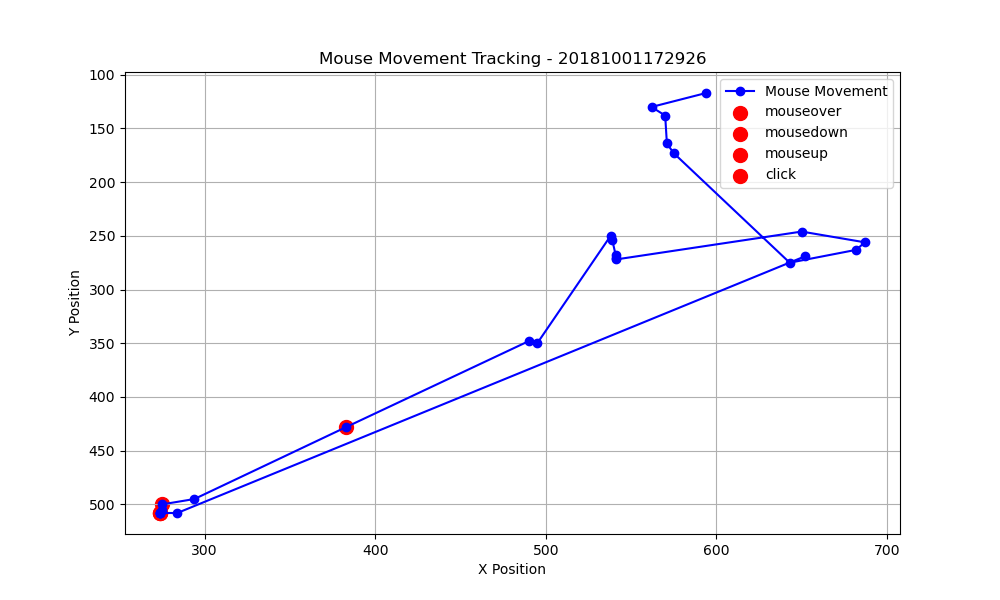 Mouse Movement Tracking - 20181001172926
Mouse Movement
mouseover
mousedown
mouseup
click
Y Position
100
150
200
250
300
350
400
450
500
300 400 500 600 700
X Position